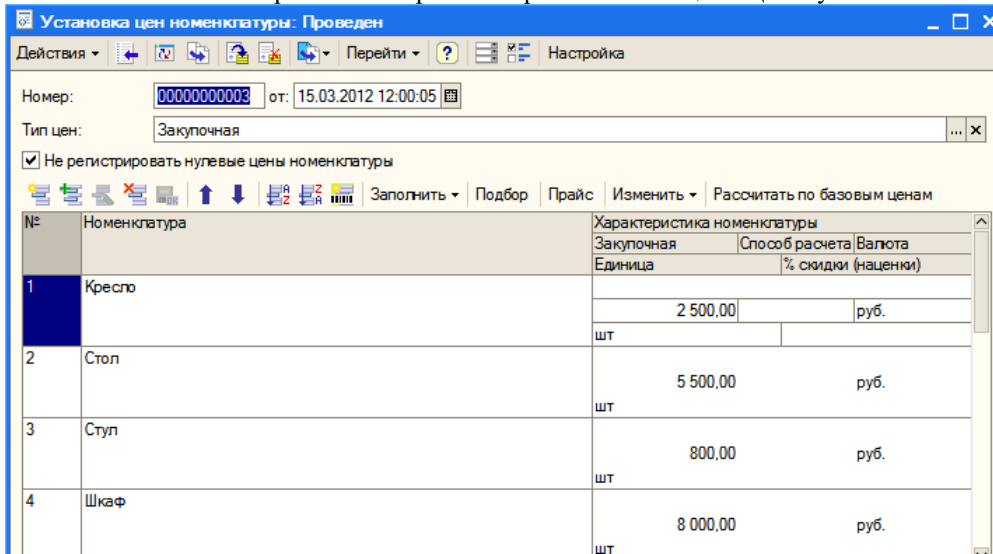 Установка цен номенклатуры: Проведен
Действия Перейти ? Настройка
Номер: 00000000003 от: 15.03.2012 12:00:05
Тип цен: Закупочная ... x
Не регистрировать нулевые цены номенклатуры
Заполнить Подбор Прайс Изменить Рассчитать по базовым ценам
№ Номенклатура Характеристика номенклатуры
Закупочная Способ расчета Валюта
Единица % скидки (наценки)
1 Кресло
2 500,00 руб.
шт
2 Стол
5 500,00 руб.
шт
3 Стул
800,00 руб.
шт
4 Шкаф
8 000,00 руб.
шт